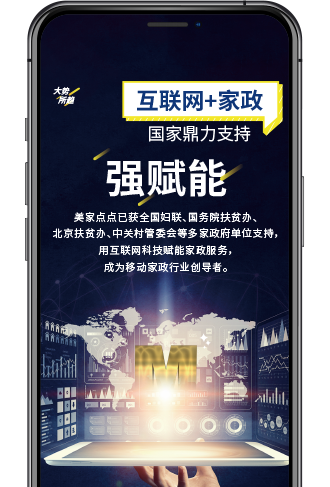 大势
所趋
互联网+家政
国家鼎力支持
强赋能
美家点点已获全国妇联、国务院扶贫办、
北京扶贫办、中关村管委会等多家政府单位支持，
用互联网科技赋能家政服务，
成为移动家政行业创导者。